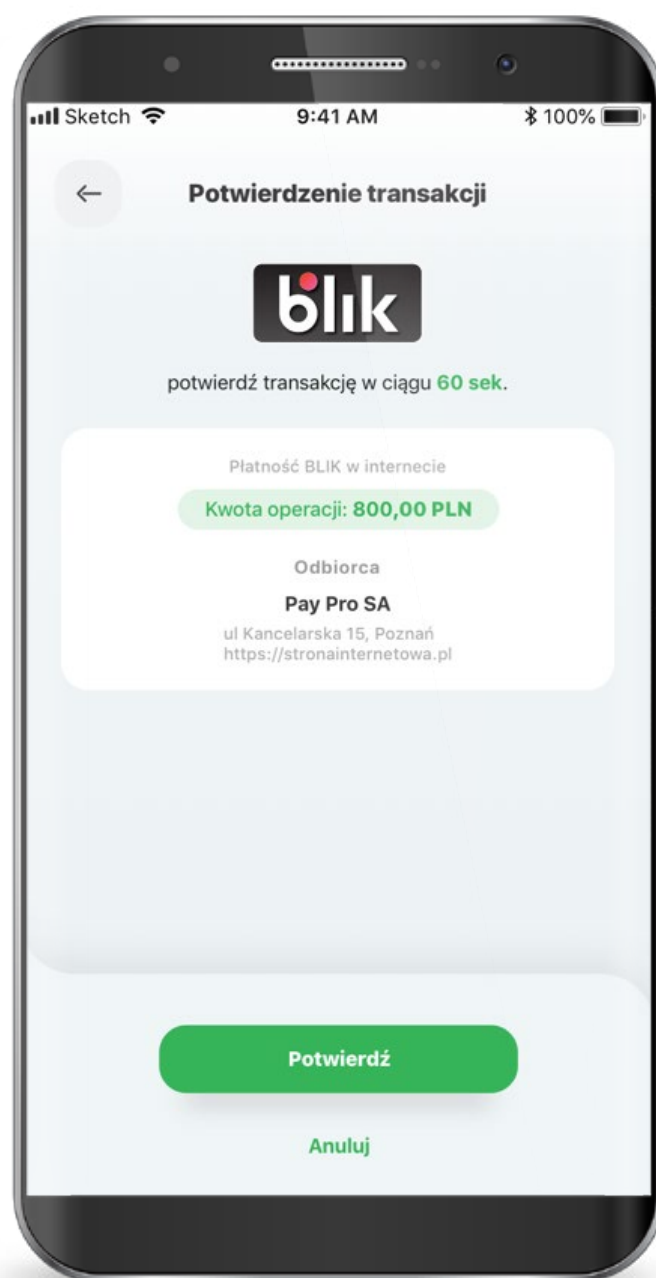 Sketch 9:41 AM 100%
Potwierdzenie transakcji
blik
potwierdź transakcję w ciągu 60 sek.
Płatność BLIK w internecie
Kwota operacji: 800,00 PLN
Odbiorca
Pay Pro SA
ul Kancelarska 15, Poznań
https://stronainternetowa.pl
Potwierdź
Anuluj